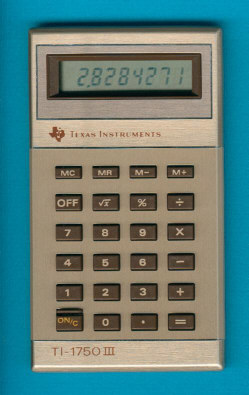 2.8284271
TEXAS INSTRUMENTS
MC MR M− M+
OFF √x % ÷
7 8 9 X
4 5 6 −
1 2 3 +
ON/C 0 . =
TI-1750 III